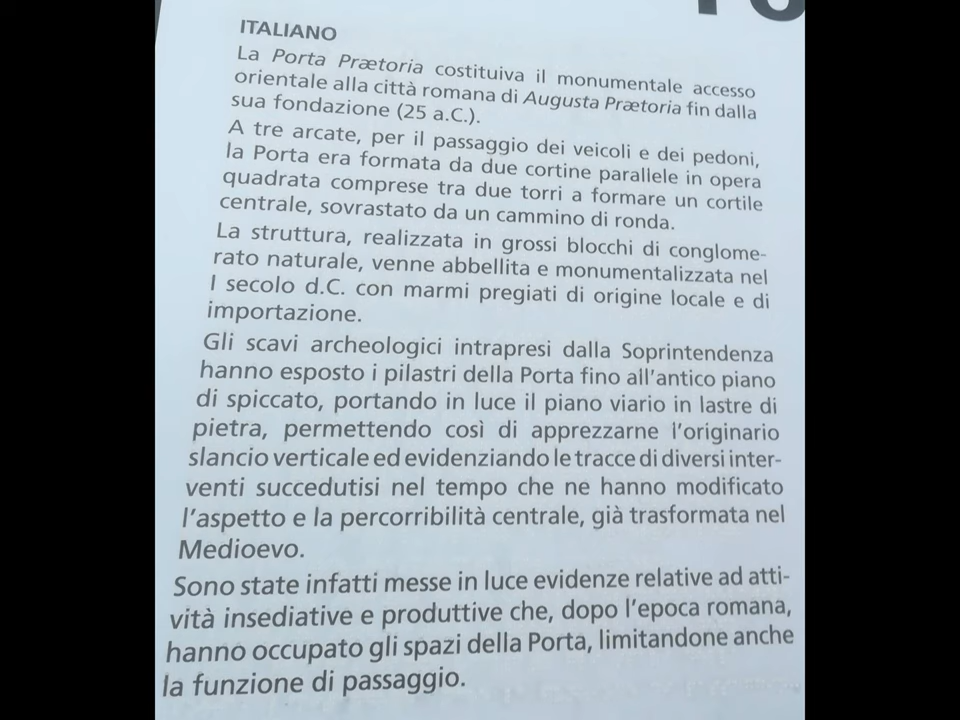 ITALIANO
La Porta Prætoria costituiva il monumentale accesso
orientale alla città romana di Augusta Prætoria fin dalla
sua fondazione (25 a.C.).
A tre arcate, per il passaggio dei veicoli e dei pedoni,
la Porta era formata da due cortine parallele in opera
quadrata comprese tra due torri a formare un cortile
centrale, sovrastato da un cammino di ronda.
La struttura, realizzata in grossi blocchi di conglome-
rato naturale, venne abbellita e monumentalizzata nel
I secolo d.C. con marmi pregiati di origine locale e di
importazione.
Gli scavi archeologici intrapresi dalla Soprintendenza
hanno esposto i pilastri della Porta fino all'antico piano
di spiccato, portando in luce il piano viario in lastre di
pietra, permettendo così di apprezzarne l'originario
slancio verticale ed evidenziando le tracce di diversi inter-
venti succedutisi nel tempo che ne hanno modificato
l'aspetto e la percorribilità centrale, già trasformata nel
Medioevo.
Sono state infatti messe in luce evidenze relative ad atti-
vità insediative e produttive che, dopo l'epoca romana,
hanno occupato gli spazi della Porta, limitandone anche
la funzione di passaggio.